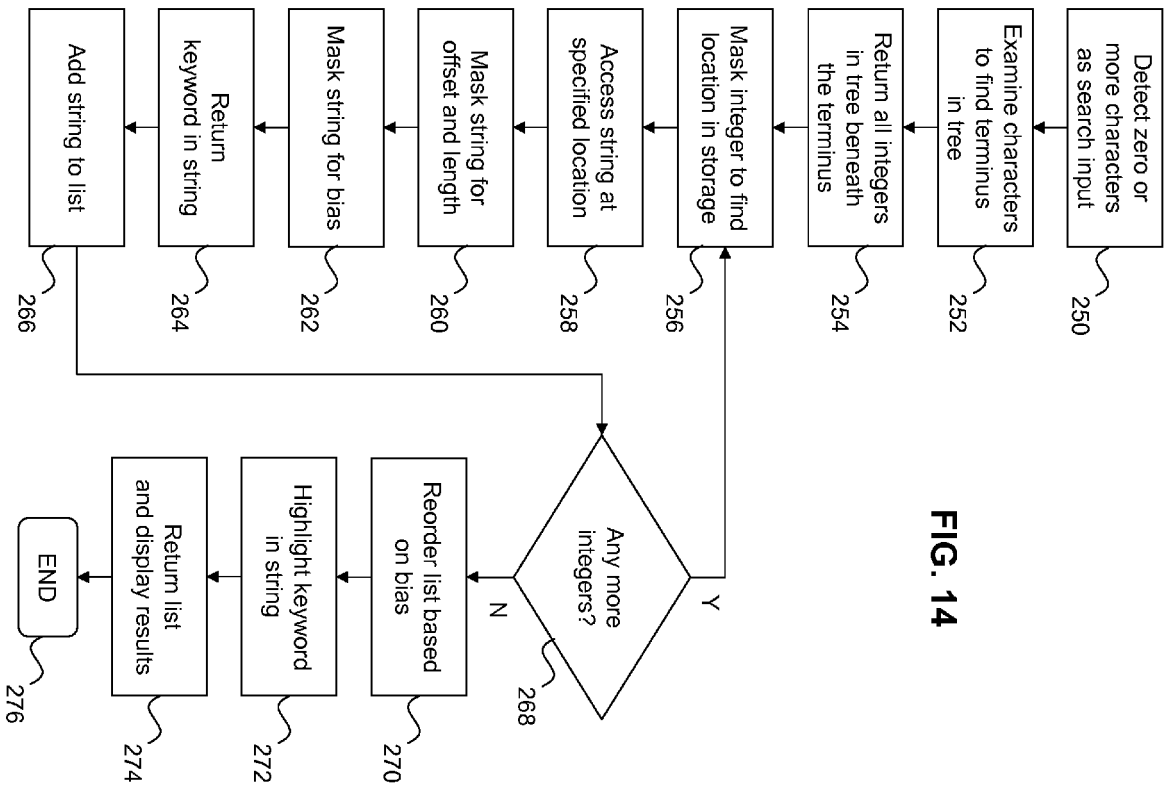 Detect zero or
more characters
as search input
250
Examine characters
to find terminus
in tree
252
Return all integers
in tree beneath
the terminus
254
Mask integer to find
location in storage
256
Access string at
specified location
258
Mask string for
offset and length
260
Mask string for bias
262
Return
keyword in string
264
Add string to list
266
Any more
integers?
268
Y
N
Reorder list based
on bias
270
Highlight keyword
in string
272
Return list
and display results
274
END
276
FIG. 14